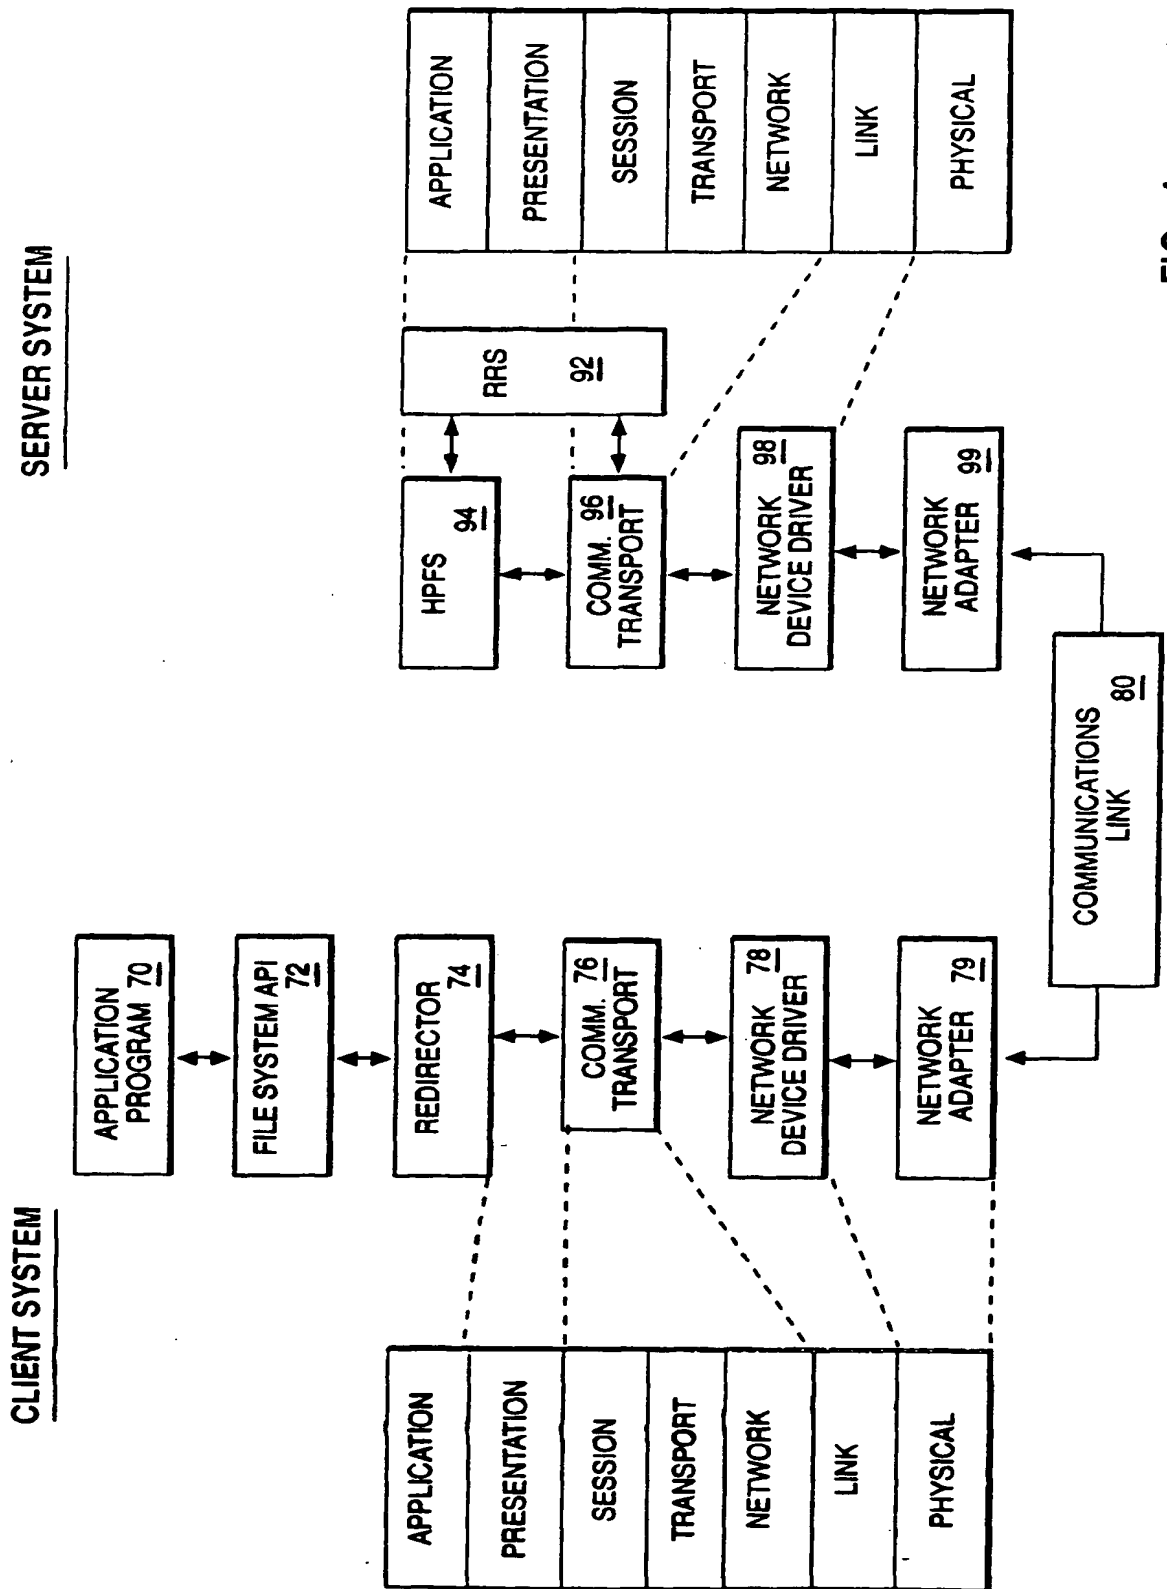 CLIENT SYSTEM
APPLICATION
PRESENTATION
SESSION
TRANSPORT
NETWORK
LINK
PHYSICAL
APPLICATION
PROGRAM 70
FILE SYSTEM API
72
REDIRECTOR
74
COMM.
TRANSPORT
76
NETWORK
DEVICE DRIVER
78
NETWORK
ADAPTER
79
COMMUNICATIONS
LINK
80
SERVER SYSTEM
HPFS
94
RRS
92
COMM.
TRANSPORT
96
NETWORK
DEVICE DRIVER
98
NETWORK
ADAPTER
99
APPLICATION
PRESENTATION
SESSION
TRANSPORT
NETWORK
LINK
PHYSICAL